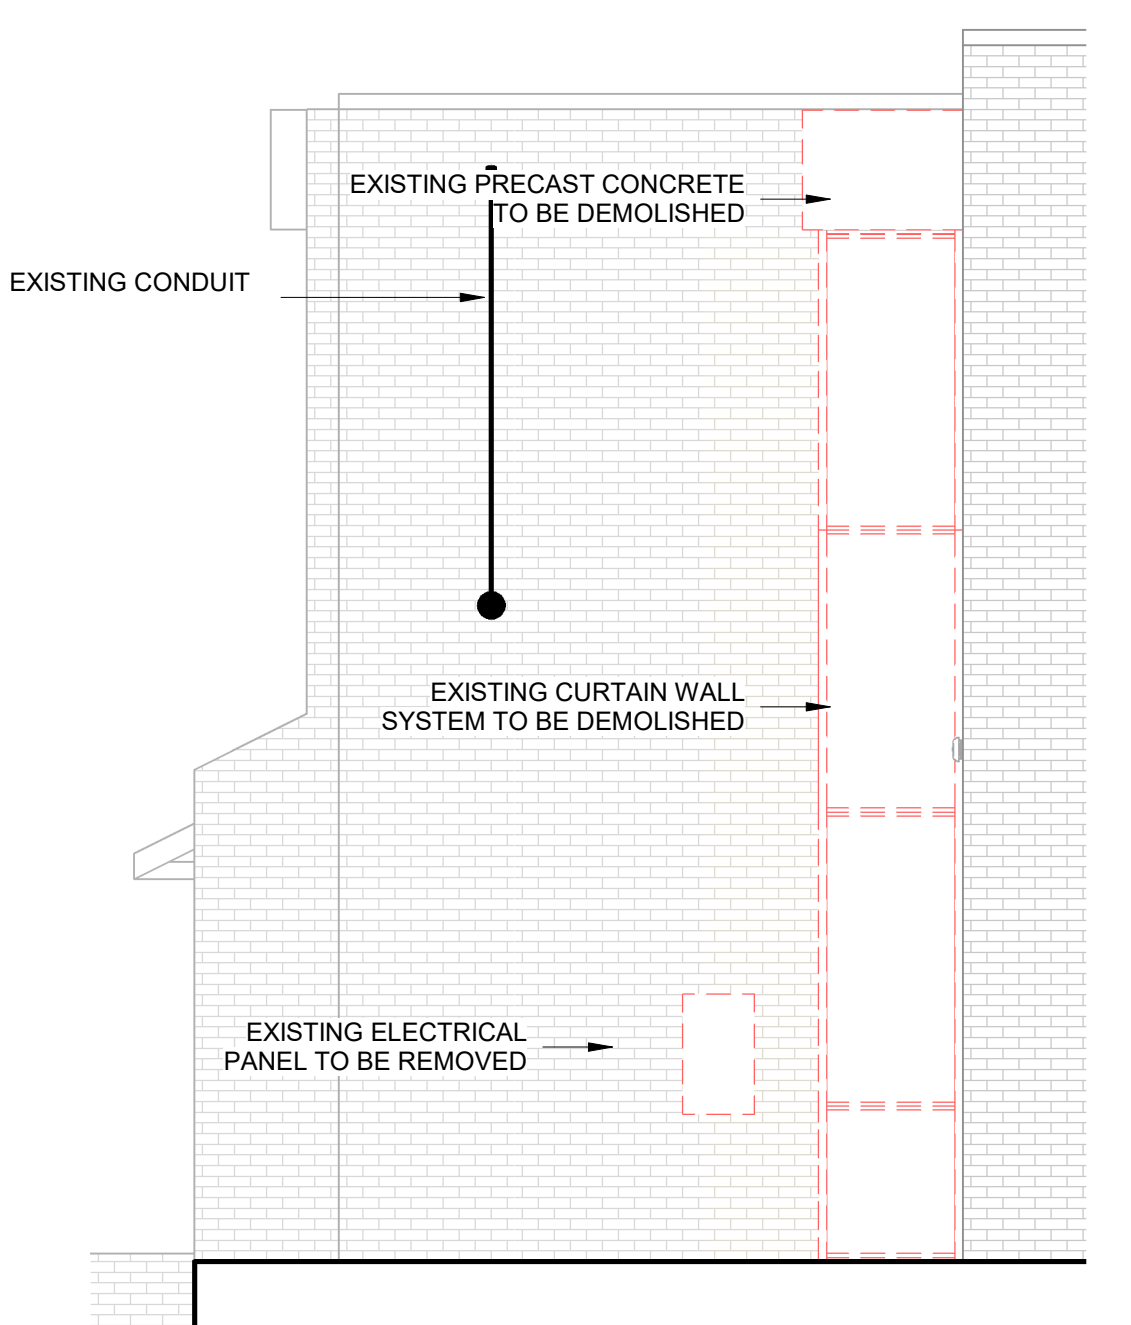 EXISTING PRECAST CONCRETE
TO BE DEMOLISHED
EXISTING CONDUIT
EXISTING CURTAIN WALL
SYSTEM TO BE DEMOLISHED
EXISTING ELECTRICAL
PANEL TO BE REMOVED